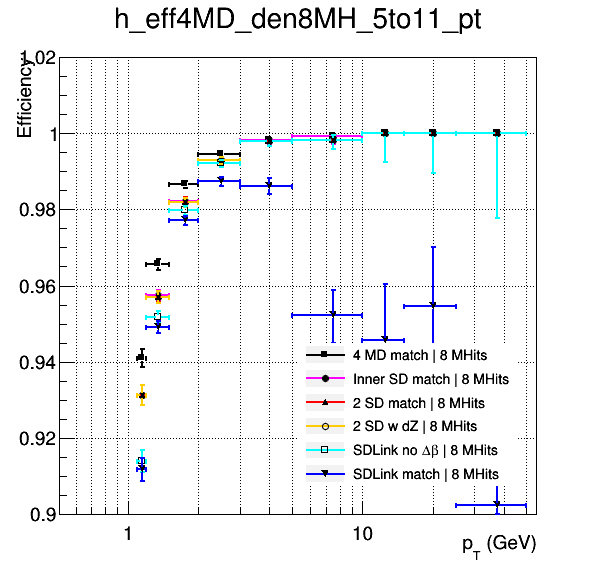 h_eff4MD_den8MH_5to11_pt
Efficiency
1.02
1
0.98
0.96
0.94
0.92
0.9
4 MD match | 8 MHits
Inner SD match | 8 MHits
2 SD match | 8 MHits
2 SD w dZ | 8 MHits
SDLink no Δβ | 8 MHits
SDLink match | 8 MHits
1
10
p_T (GeV)